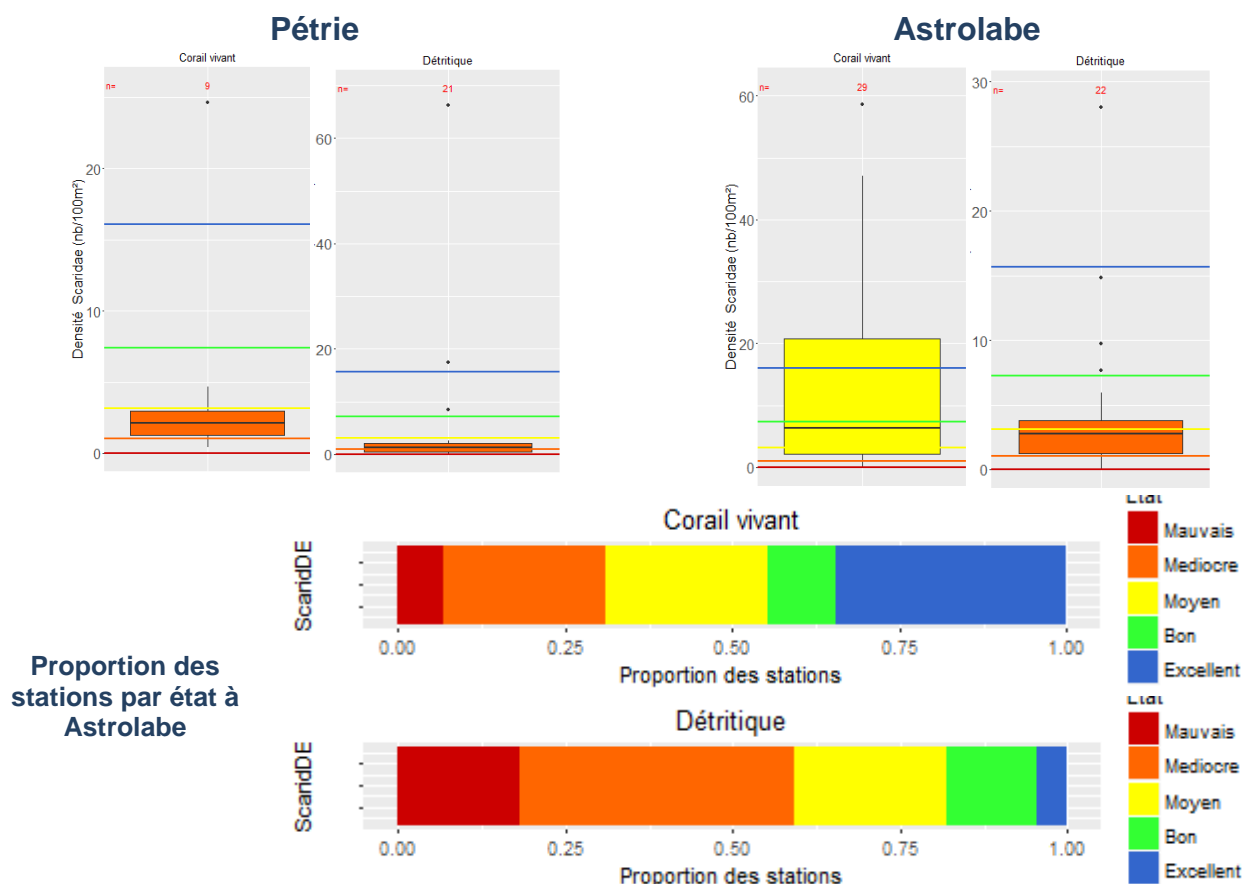 Pétrie
Astrolabe
Corail vivant
Détritique
Corail vivant
Détritique
n=
9
n=
21
n=
29
n=
22
Densité Scaridae (nb/100m²)
20
10
0
60
40
20
0
Densité Scaridae (nb/100m²)
60
40
20
0
30
20
10
0
Corail vivant
ScaridDE
0.00
0.25
0.50
0.75
1.00
Proportion des stations
Etat
Mauvais
Mediocre
Moyen
Bon
Excellent
Proportion des
stations par état à
Astrolabe
Détritique
ScaridDE
0.00
0.25
0.50
0.75
1.00
Proportion des stations
Etat
Mauvais
Mediocre
Moyen
Bon
Excellent